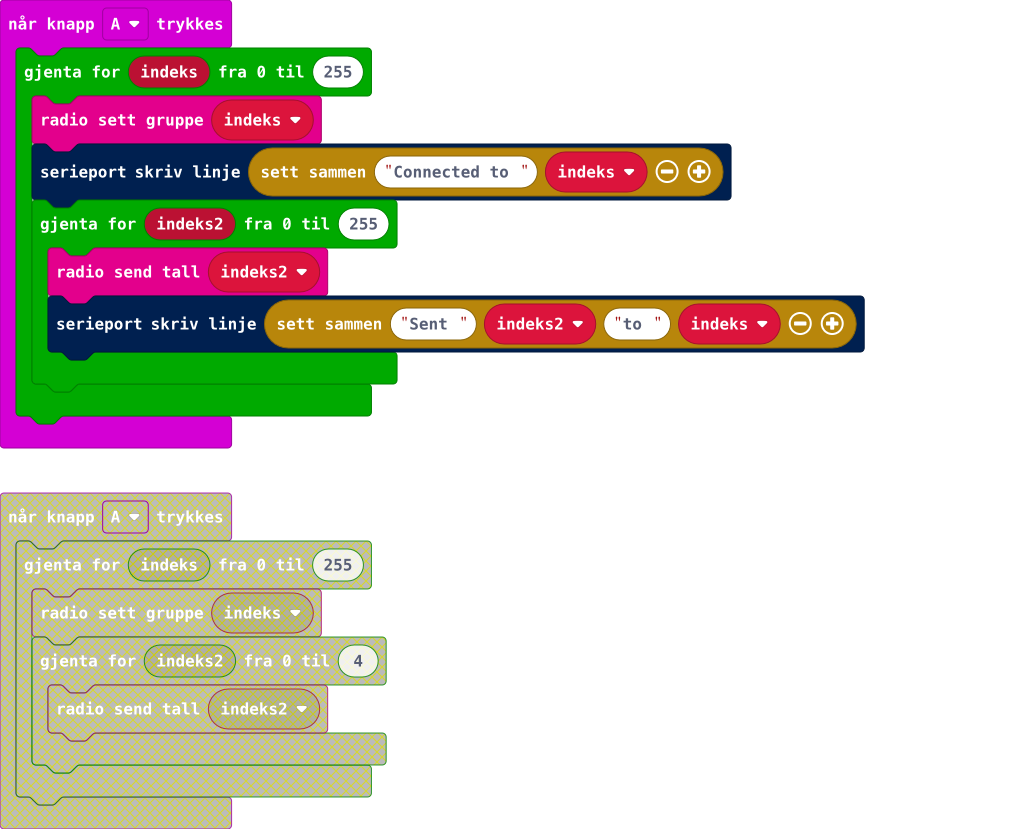 når knapp A trykkes
gjenta for indeks fra 0 til 255
radio sett gruppe indeks
serieport skriv linje sett sammen "Connected to " indeks
gjenta for indeks2 fra 0 til 255
radio send tall indeks2
serieport skriv linje sett sammen "Sent " indeks2 "to " indeks
når knapp A trykkes
gjenta for indeks fra 0 til 255
radio sett gruppe indeks
gjenta for indeks2 fra 0 til 4
radio send tall indeks2